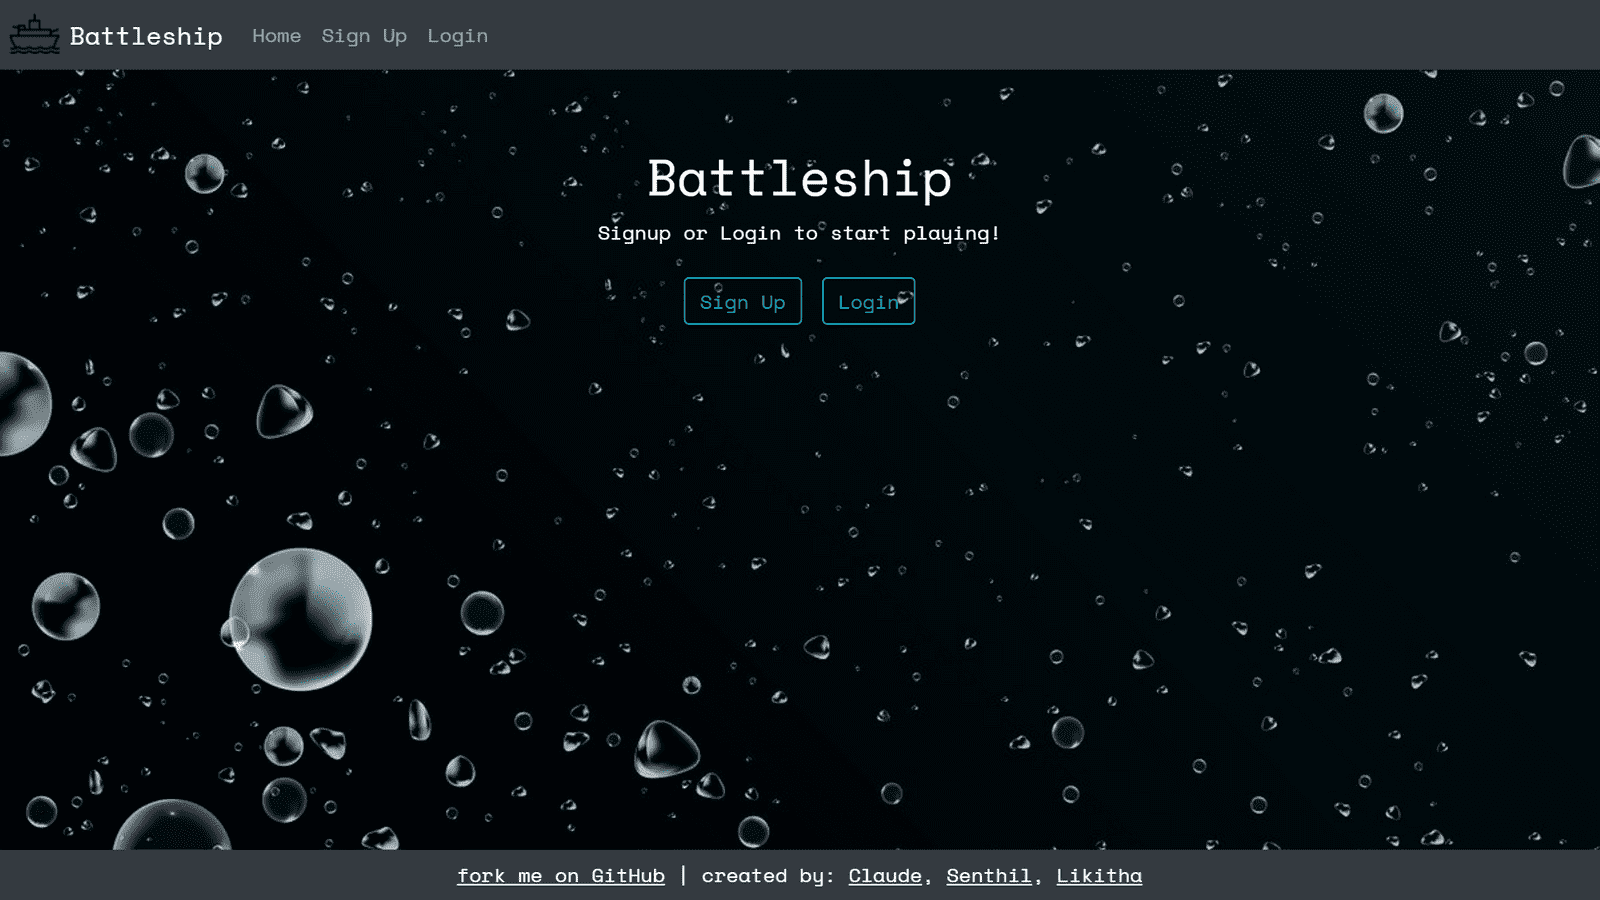 Battleship Home Sign Up Login
Battleship
Signup or Login to start playing!
Sign Up Login
fork me on GitHub | created by: Claude, Senthil, Likitha